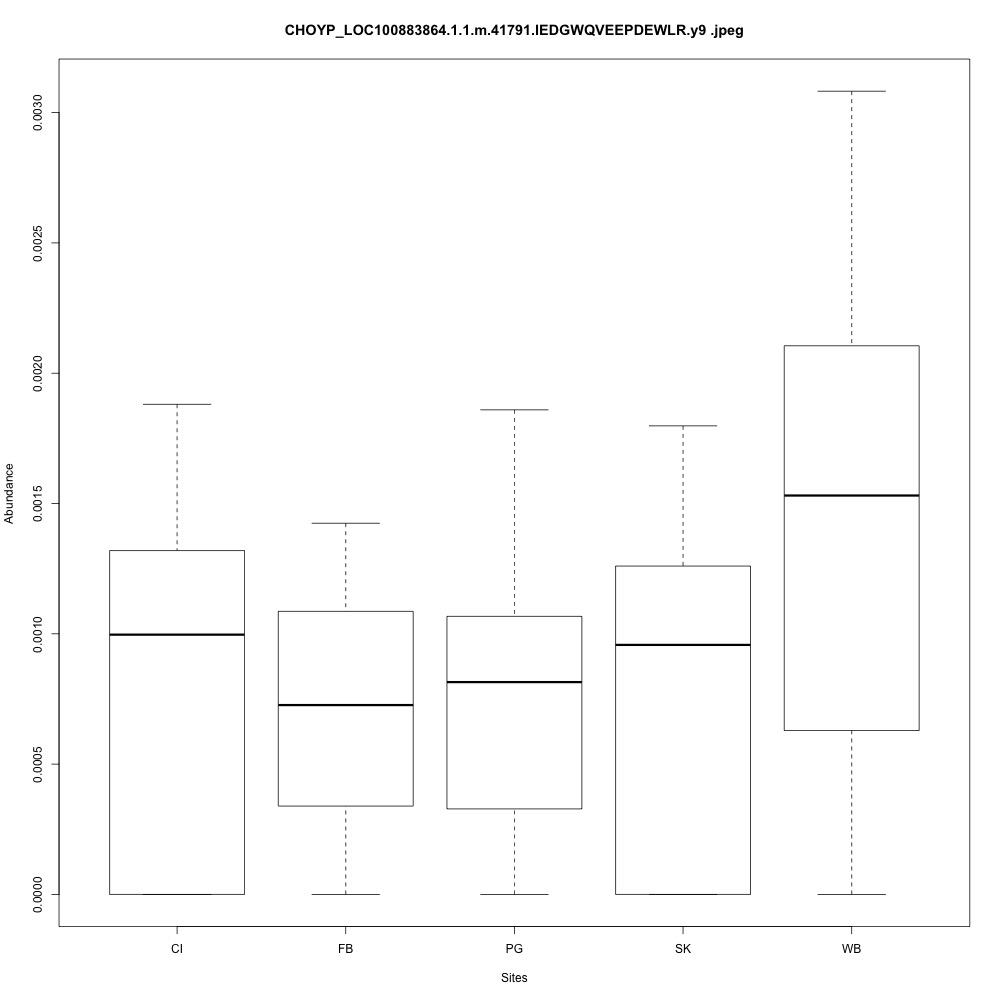 CHOYP_LOC100883864.1.1.m.41791.IEDGWQVEEPDEWLR.y9 .jpeg
0.0030
0.0025
0.0020
0.0015
0.0010
0.0005
0.0000
Abundance
CI FB PG SK WB
Sites